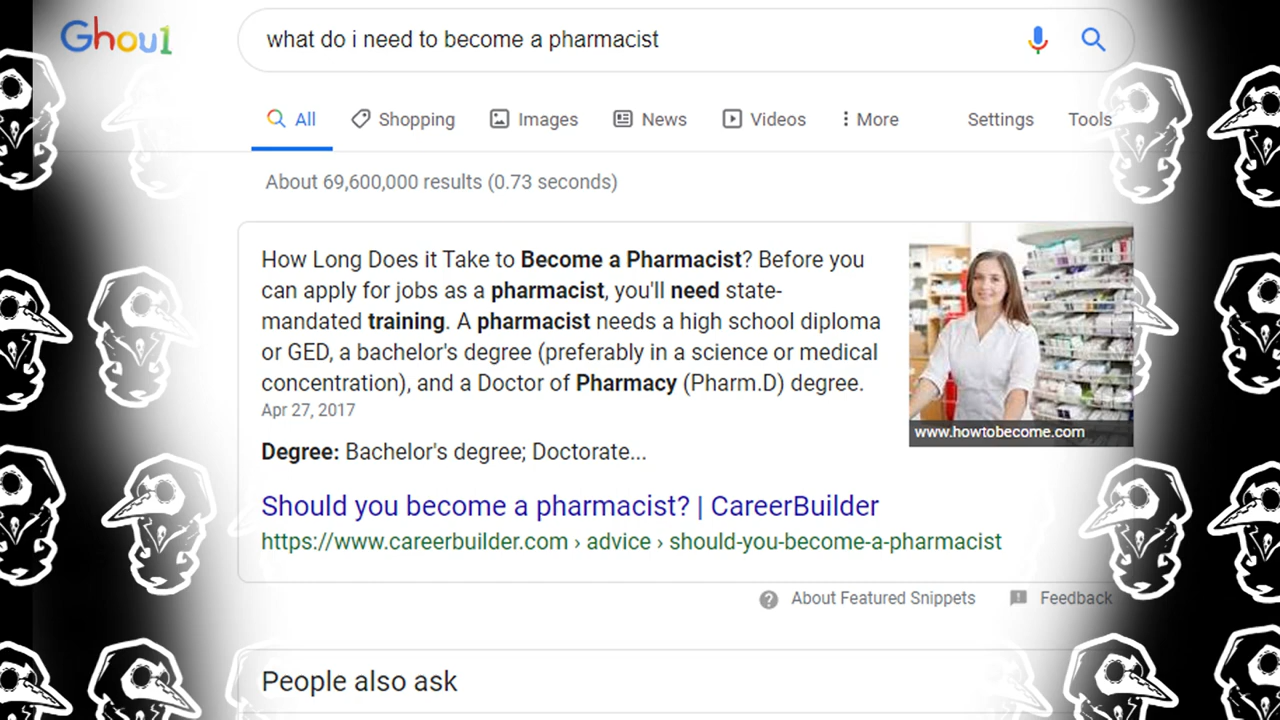 Ghoul
what do i need to become a pharmacist
All Shopping Images News Videos More Settings Tools
About 69,600,000 results (0.73 seconds)
How Long Does it Take to Become a Pharmacist? Before you
can apply for jobs as a pharmacist, you'll need state-
mandated training. A pharmacist needs a high school diploma
or GED, a bachelor's degree (preferably in a science or medical
concentration), and a Doctor of Pharmacy (Pharm.D) degree.
Apr 27, 2017
www.howtobecome.com
Degree: Bachelor's degree; Doctorate...
Should you become a pharmacist? | CareerBuilder
https://www.careerbuilder.com › advice › should-you-become-a-pharmacist
About Featured Snippets Feedback
People also ask